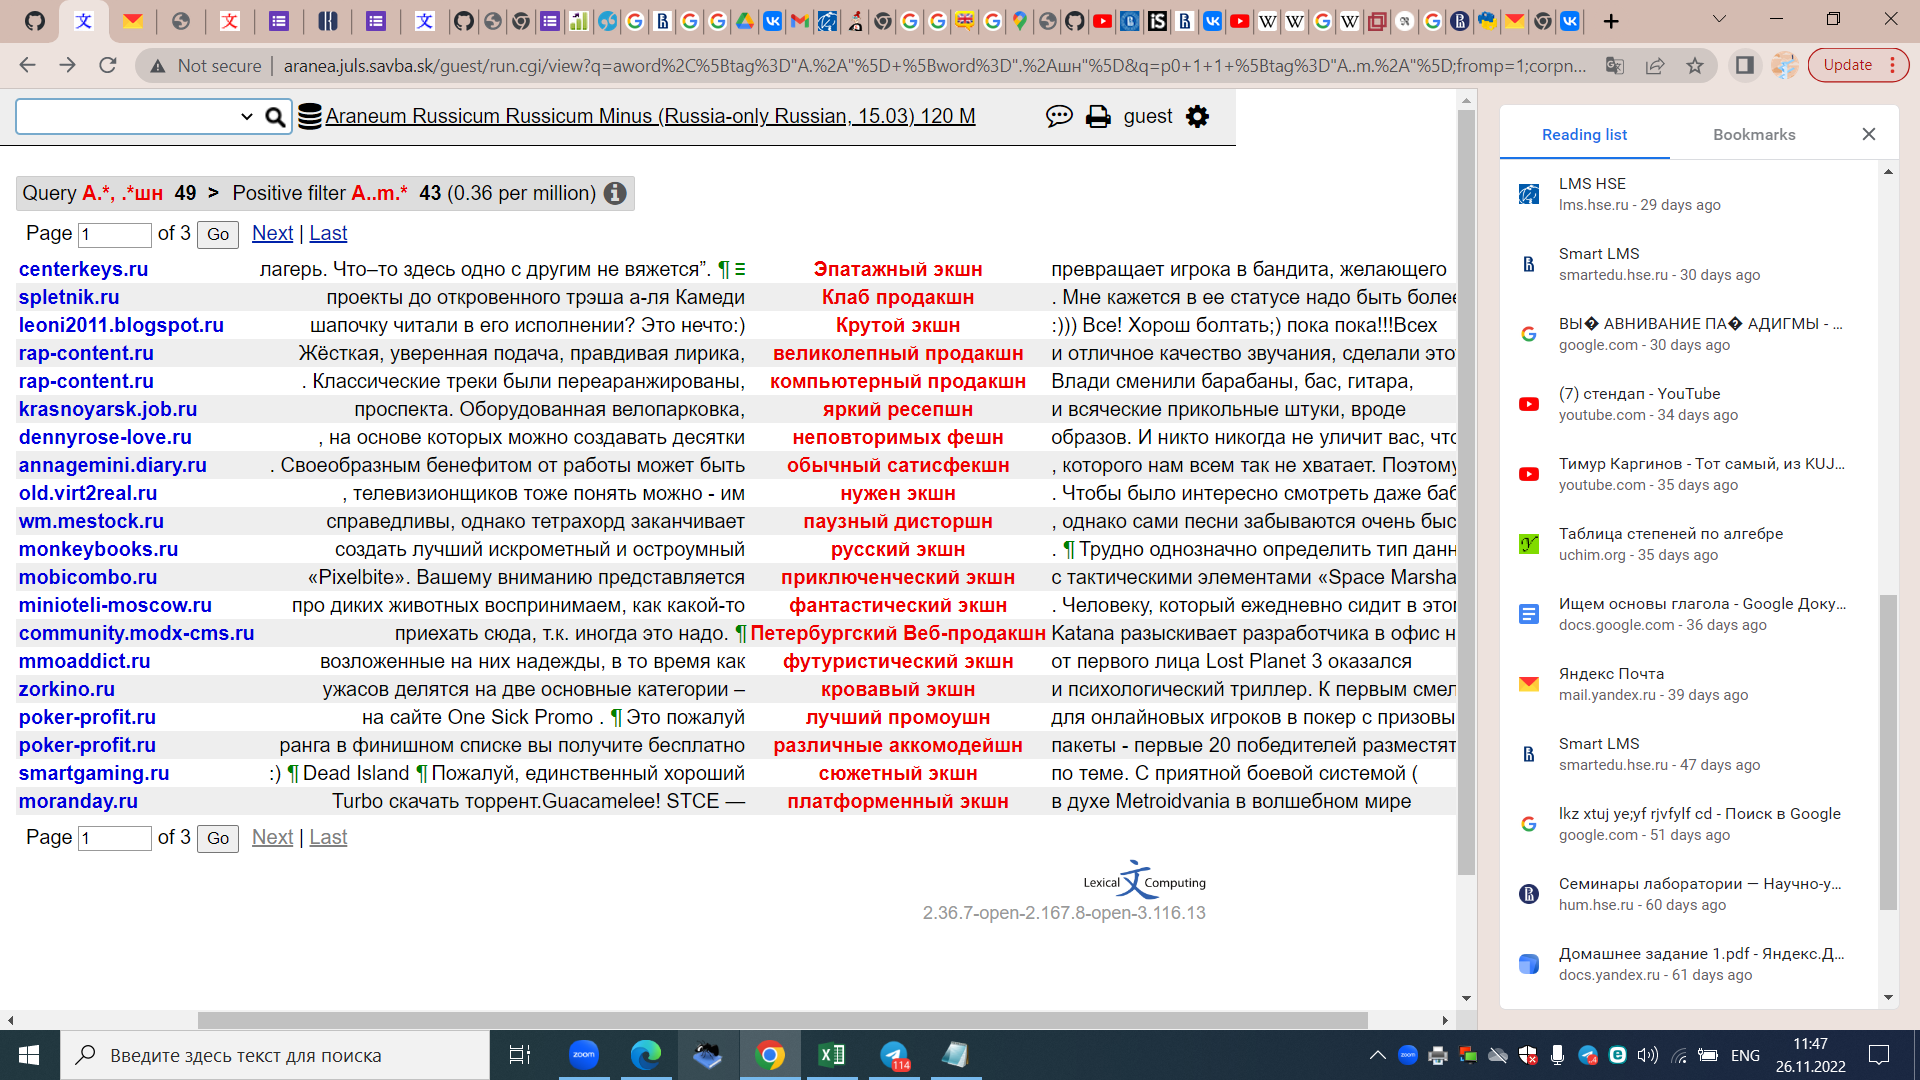 Not secure
aranea.juls.savba.sk/guest/run.cgi/view?q=aword%2C%5Btag%3D"A.%2A"%5D+%5Bword%3D".%2Aшн"%5D&q=p0+1+1+%5Btag%3D"A..m.%2A"%5D;fromp=1;corpn...
Update
Araneum Russicum Russicum Minus (Russia-only Russian, 15.03) 120 M
guest
Query A.*, .*шн 49 > Positive filter A..m.* 43 (0.36 per million)
Page 1 of 3 Go Next | Last
centerkeys.ru лагерь. Что–то здесь одно с другим не вяжется”. ¶ Эпатажный экшн превращает игрока в бандита, желающего
spletnik.ru проекты до откровенного трэша а-ля Камеди Клаб продакшн . Мне кажется в ее статусе надо быть более
leoni2011.blogspot.ru шапочку читали в его исполнении? Это нечто:) Крутой экшн :))) Все! Хорош болтать;) пока пока!!!Всех
rap-content.ru Жёсткая, уверенная подача, правдивая лирика, великолепный продакшн и отличное качество звучания, сделали это
rap-content.ru . Классические треки были переаранжированы, компьютерный продакшн Влади сменили барабаны, бас, гитара,
krasnoyarsk.job.ru проспекта. Оборудованная велопарковка, яркий ресепшн и всяческие прикольные штуки, вроде
dennyrose-love.ru , на основе которых можно создавать десятки неповторимых фешн образов. И никто никогда не уличит вас, что
annagemini.diary.ru . Своеобразным бенефитом от работы может быть обычный сатисфекшн , которого нам всем так не хватает. Поэтому
old.virt2real.ru , телевизионщиков тоже понять можно - им нужен экшн . Чтобы было интересно смотреть даже баб
wm.mestock.ru справедливы, однако тетрахорд заканчивает паузный дисторшн , однако сами песни забываются очень быс
monkeybooks.ru создать лучший искрометный и остроумный русский экшн . ¶ Трудно однозначно определить тип данн
mobicombo.ru «Pixelbite». Вашему вниманию представляется приключенческий экшн с тактическими элементами «Space Marsha
minioteli-moscow.ru про диких животных воспринимаем, как какой-то фантастический экшн . Человеку, который ежедневно сидит в это
community.modx-cms.ru приехать сюда, т.к. иногда это надо. ¶ Петербургский Веб-продакшн Katana разыскивает разработчика в офис н
mmoaddict.ru возложенные на них надежды, в то время как футуристический экшн от первого лица Lost Planet 3 оказался
zorkino.ru ужасов делятся на две основные категории – кровавый экшн и психологический триллер. К первым смел
poker-profit.ru на сайте One Sick Promo . ¶ Это пожалуй лучший промоушн для онлайновых игроков в покер с призовы
poker-profit.ru ранга в финишном списке вы получите бесплатно различные аккомодейшн пакеты - первые 20 победителей разместят
smartgaming.ru :) ¶ Dead Island ¶ Пожалуй, единственный хороший сюжетный экшн по теме. С приятной боевой системой (
moranday.ru Turbo скачать торрент.Guacamelee! STCE — платформенный экшн в духе Metroidvania в волшебном мире
Page 1 of 3 Go Next | Last
Lexical 文 Computing
2.36.7-open-2.167.8-open-3.116.13
Reading list Bookmarks
LMS HSE
lms.hse.ru - 29 days ago
Smart LMS
smartedu.hse.ru - 30 days ago
ВЫ� АВНИВАНИЕ ПА� АДИГМЫ - ...
google.com - 30 days ago
(7) стендап - YouTube
youtube.com - 34 days ago
Тимур Каргинов - Тот самый, из KUJ...
youtube.com - 35 days ago
Таблица степеней по алгебре
uchim.org - 35 days ago
Ищем основы глагола - Google Доку...
docs.google.com - 36 days ago
Яндекс Почта
mail.yandex.ru - 39 days ago
Smart LMS
smartedu.hse.ru - 47 days ago
lkz xtuj ye;yf rjvfylf cd - Поиск в Google
google.com - 51 days ago
Семинары лаборатории — Научно-у...
hum.hse.ru - 60 days ago
Домашнее задание 1.pdf - Яндекс.Д...
docs.yandex.ru - 61 days ago
Введите здесь текст для поиска
zoom
114
ENG
11:47
26.11.2022